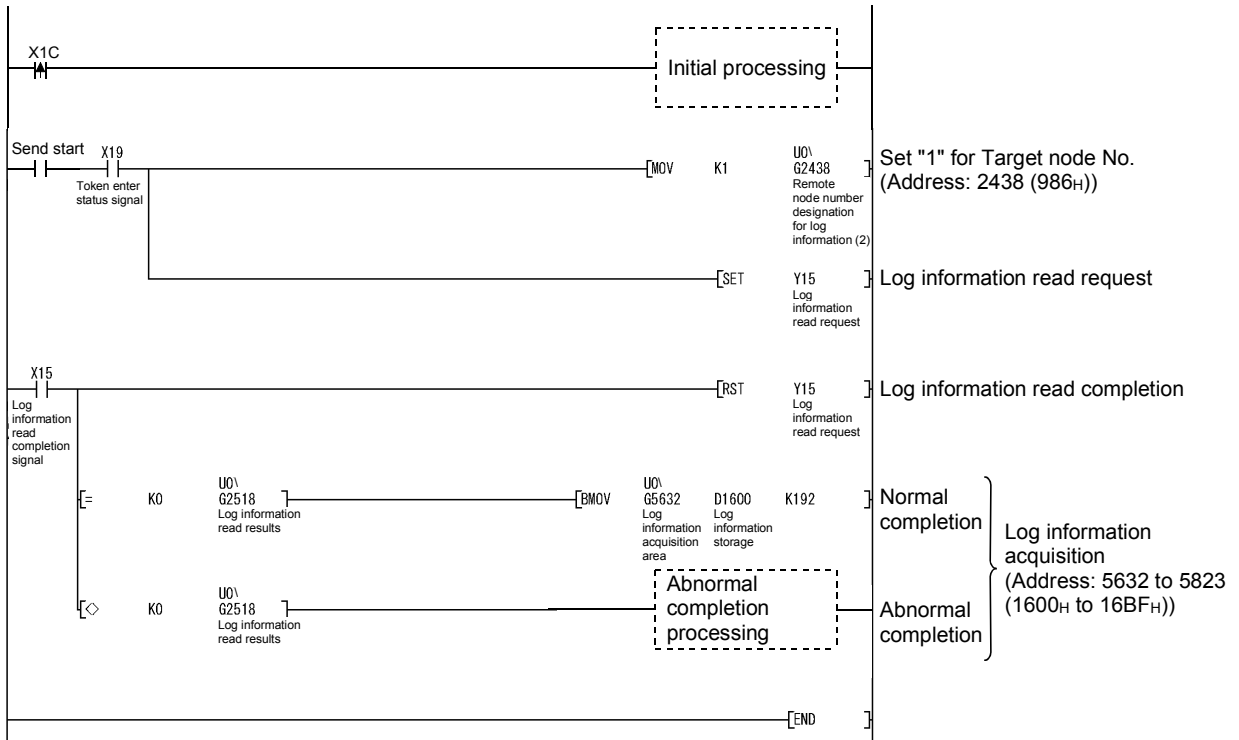 X1C
Initial processing
Send start
X19
Token enter
status signal
[MOV K1 U0\
G2438 ]
Remote
node number
designation
for log
information (2)
Set "1" for Target node No.
(Address: 2438 (986H))
[SET Y15 ]
Log
information
read request
Log information read request
X15
Log
information
read
completion
signal
[RST Y15 ]
Log
information
read request
Log information read completion
[= K0 U0\
G2518 ]
Log information
read results
[BMOV U0\
G5632 D1600 K192 ]
Log
information
acquisition
area
Log
information
storage
Normal
completion
[<> K0 U0\
G2518 ]
Log information
read results
Abnormal
completion
processing
Abnormal
completion
Log information
acquisition
(Address: 5632 to 5823
(1600H to 16BFH))
[END ]